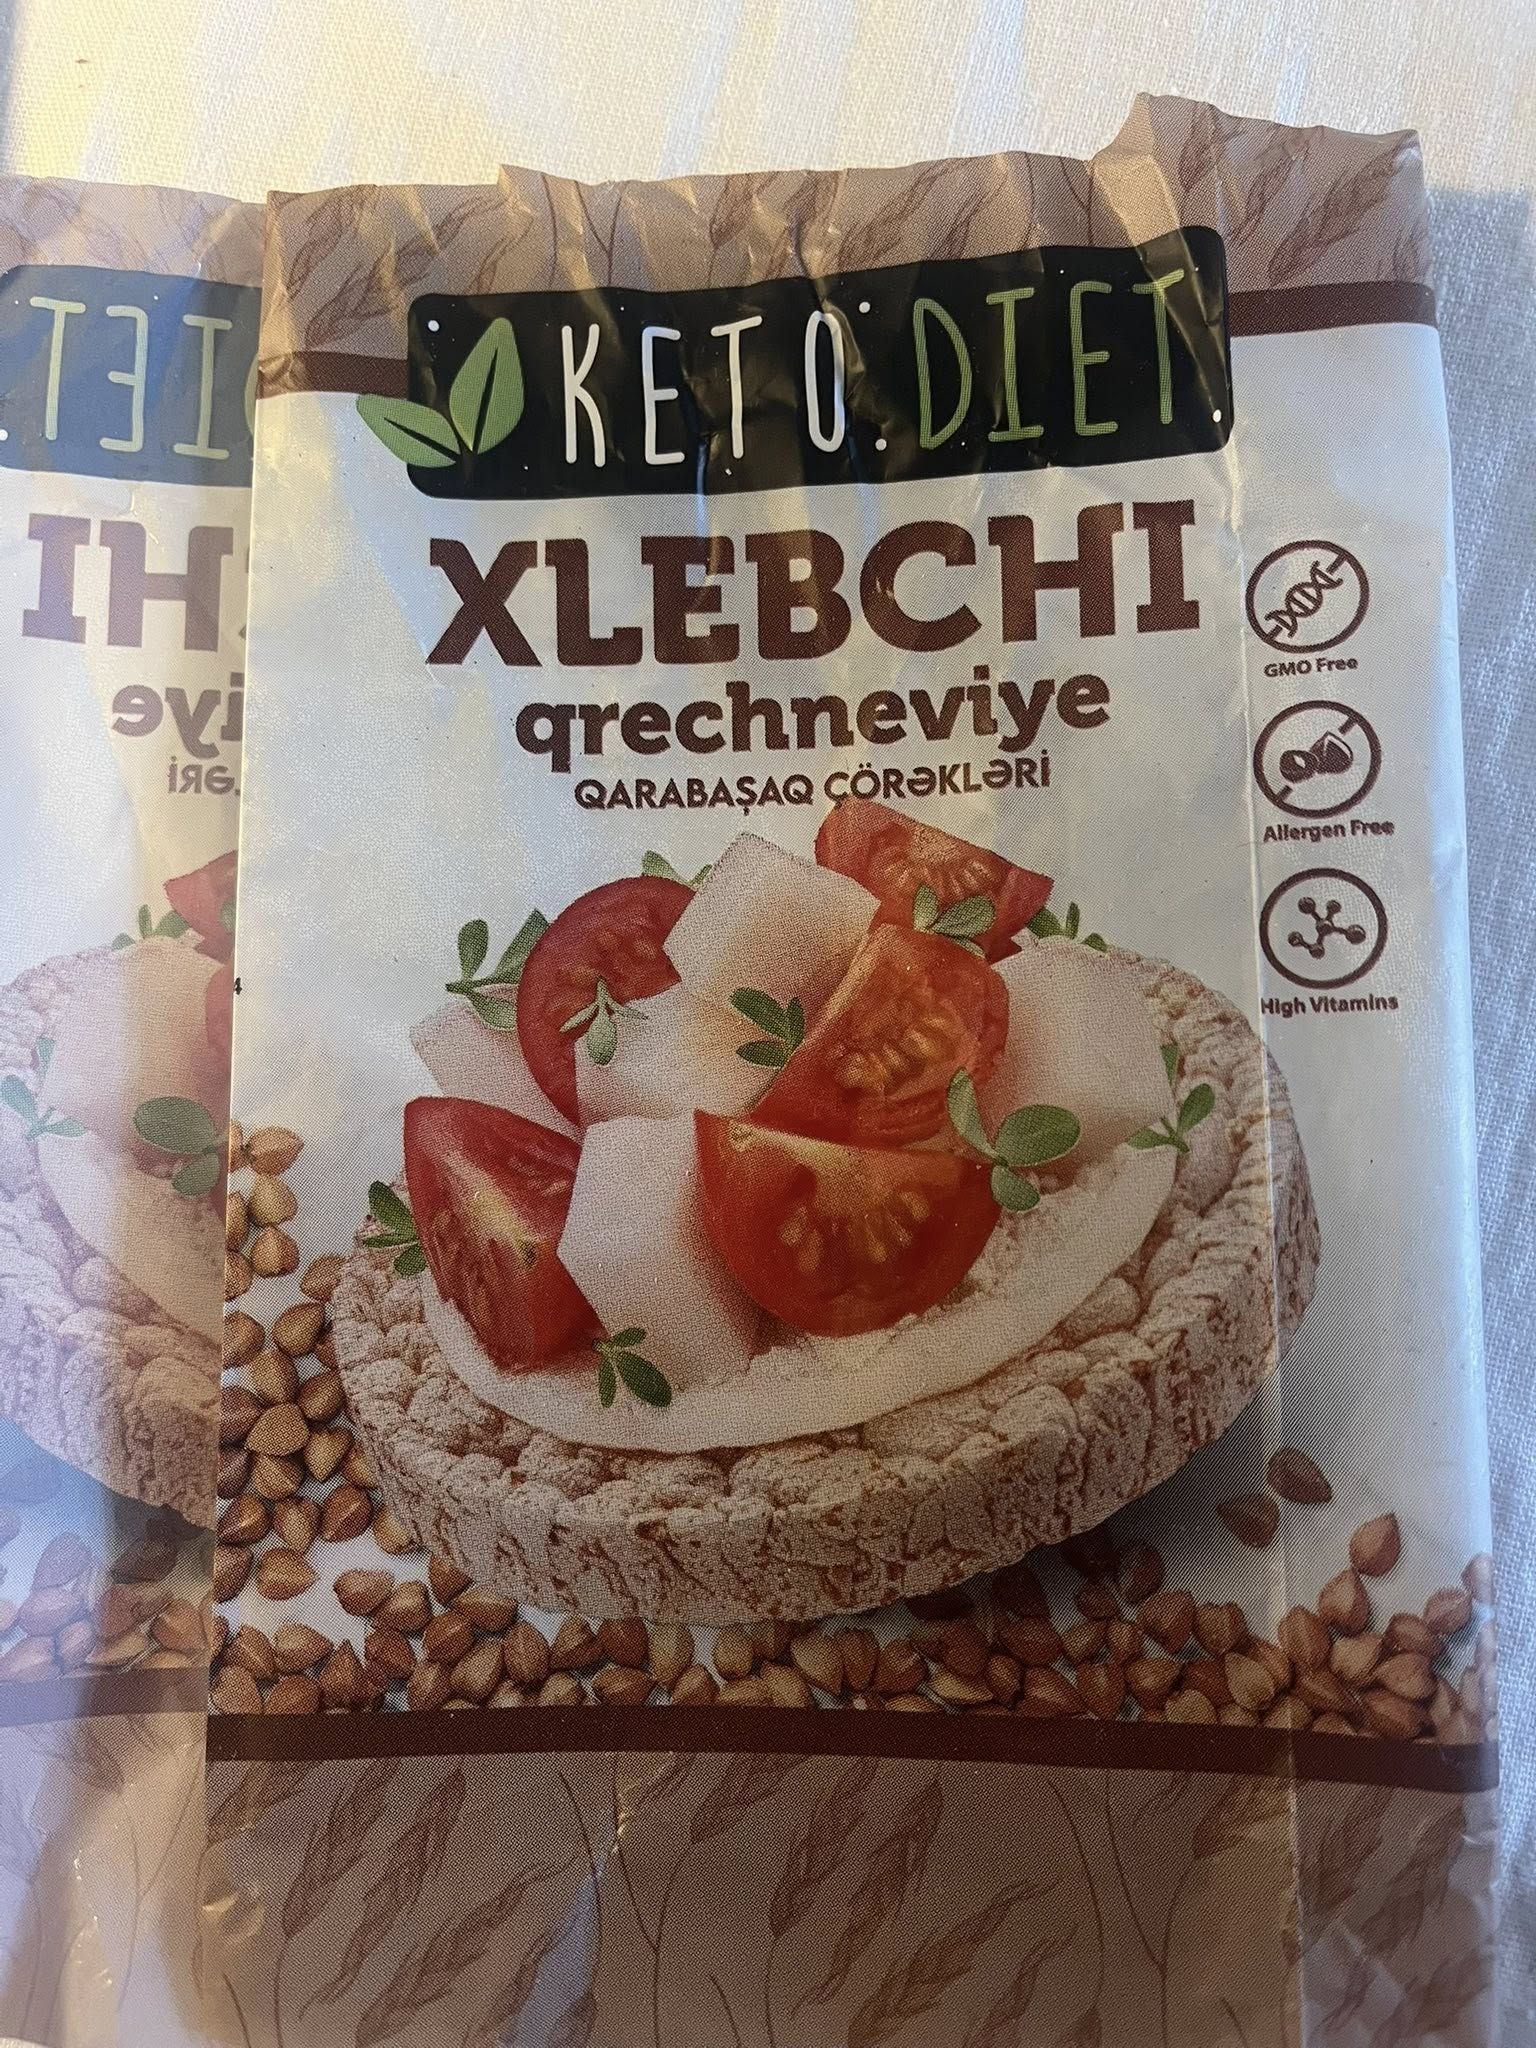 KETO.DIET
XLEBCHI
qrechneviye
QARABAŞAQ ÇÖRƏKLƏRİ
GMO Free
Allergen Free
High Vitamins